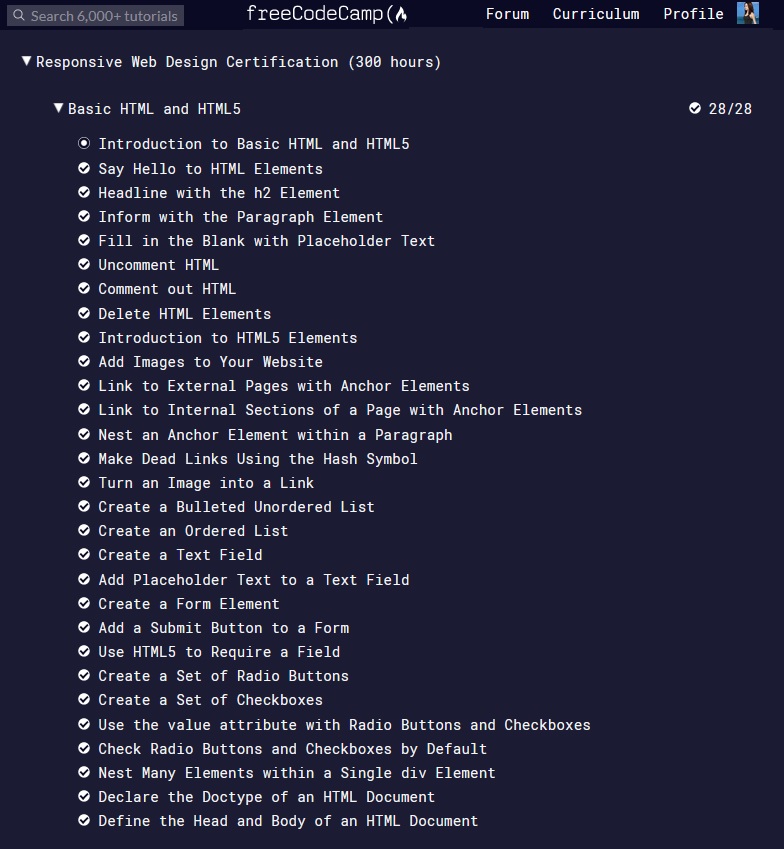 Search 6,000+ tutorials
freeCodeCamp(
Forum Curriculum Profile
Responsive Web Design Certification (300 hours)
Basic HTML and HTML5 28/28
Introduction to Basic HTML and HTML5
Say Hello to HTML Elements
Headline with the h2 Element
Inform with the Paragraph Element
Fill in the Blank with Placeholder Text
Uncomment HTML
Comment out HTML
Delete HTML Elements
Introduction to HTML5 Elements
Add Images to Your Website
Link to External Pages with Anchor Elements
Link to Internal Sections of a Page with Anchor Elements
Nest an Anchor Element within a Paragraph
Make Dead Links Using the Hash Symbol
Turn an Image into a Link
Create a Bulleted Unordered List
Create an Ordered List
Create a Text Field
Add Placeholder Text to a Text Field
Create a Form Element
Add a Submit Button to a Form
Use HTML5 to Require a Field
Create a Set of Radio Buttons
Create a Set of Checkboxes
Use the value attribute with Radio Buttons and Checkboxes
Check Radio Buttons and Checkboxes by Default
Nest Many Elements within a Single div Element
Declare the Doctype of an HTML Document
Define the Head and Body of an HTML Document